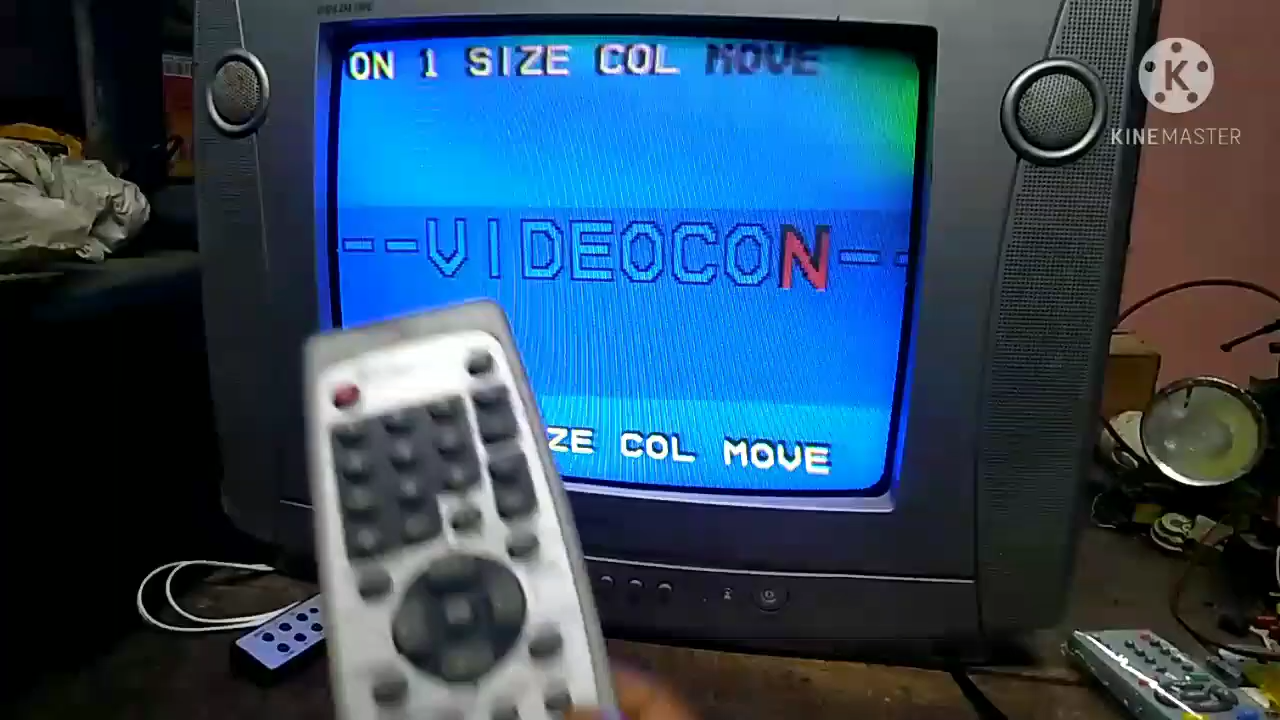 ON 1 SIZE COL MOVE
K
KINEMASTER
--VIDEOCON--
ZE COL MOVE